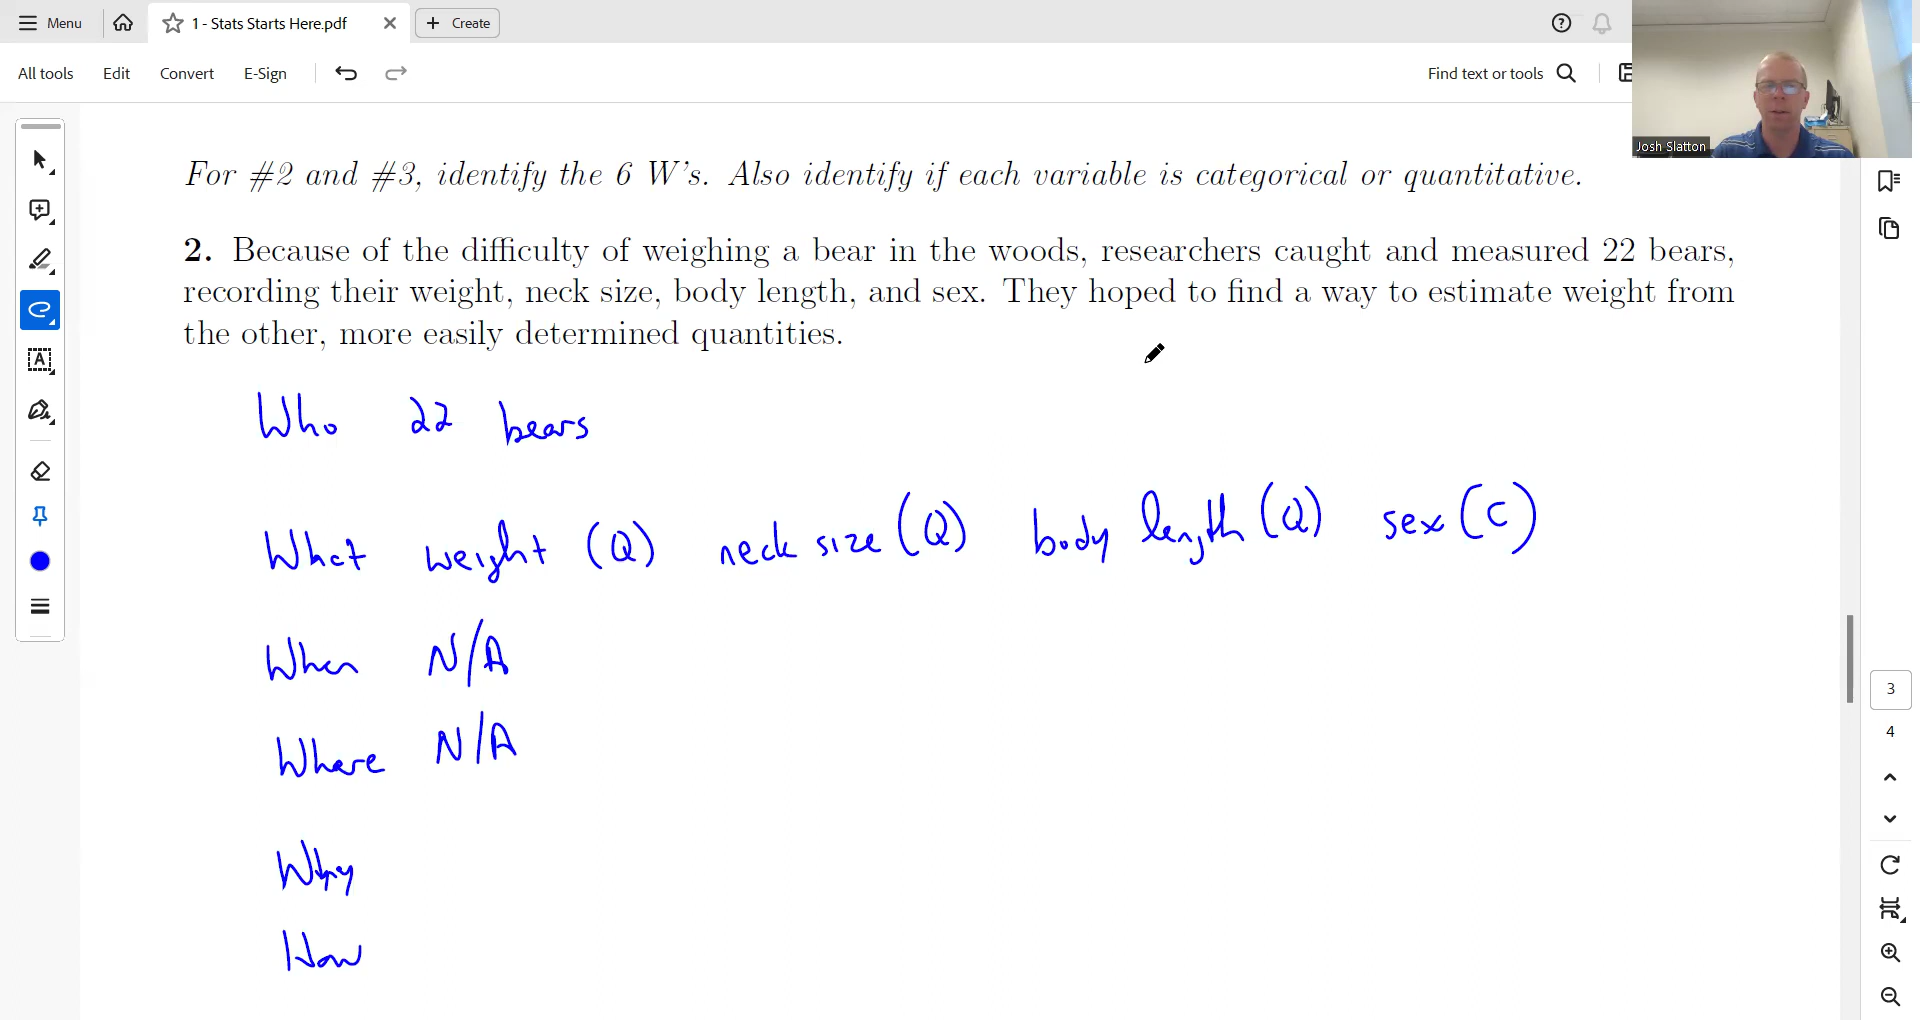 Menu
1 - Stats Starts Here.pdf
Create
All tools
Edit
Convert
E-Sign
Find text or tools
Josh Slatton
For #2 and #3, identify the 6 W's. Also identify if each variable is categorical or quantitative.
2. Because of the difficulty of weighing a bear in the woods, researchers caught and measured 22 bears,
recording their weight, neck size, body length, and sex. They hoped to find a way to estimate weight from
the other, more easily determined quantities.
Who 22 bears
What weight (Q) neck size (Q) body length (Q) sex (C)
When N/A
Where N/A
Why
How
3
4